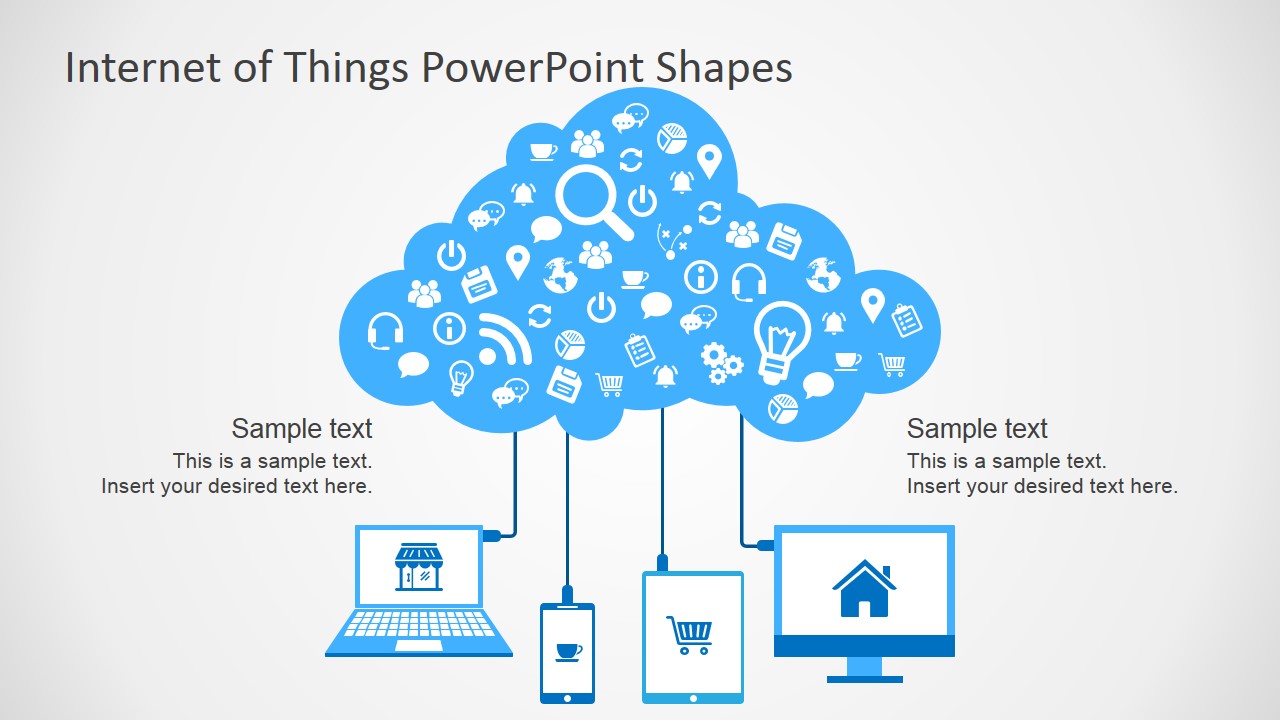 Internet of Things PowerPoint Shapes
Sample text
This is a sample text.
Insert your desired text here.
Sample text
This is a sample text.
Insert your desired text here.